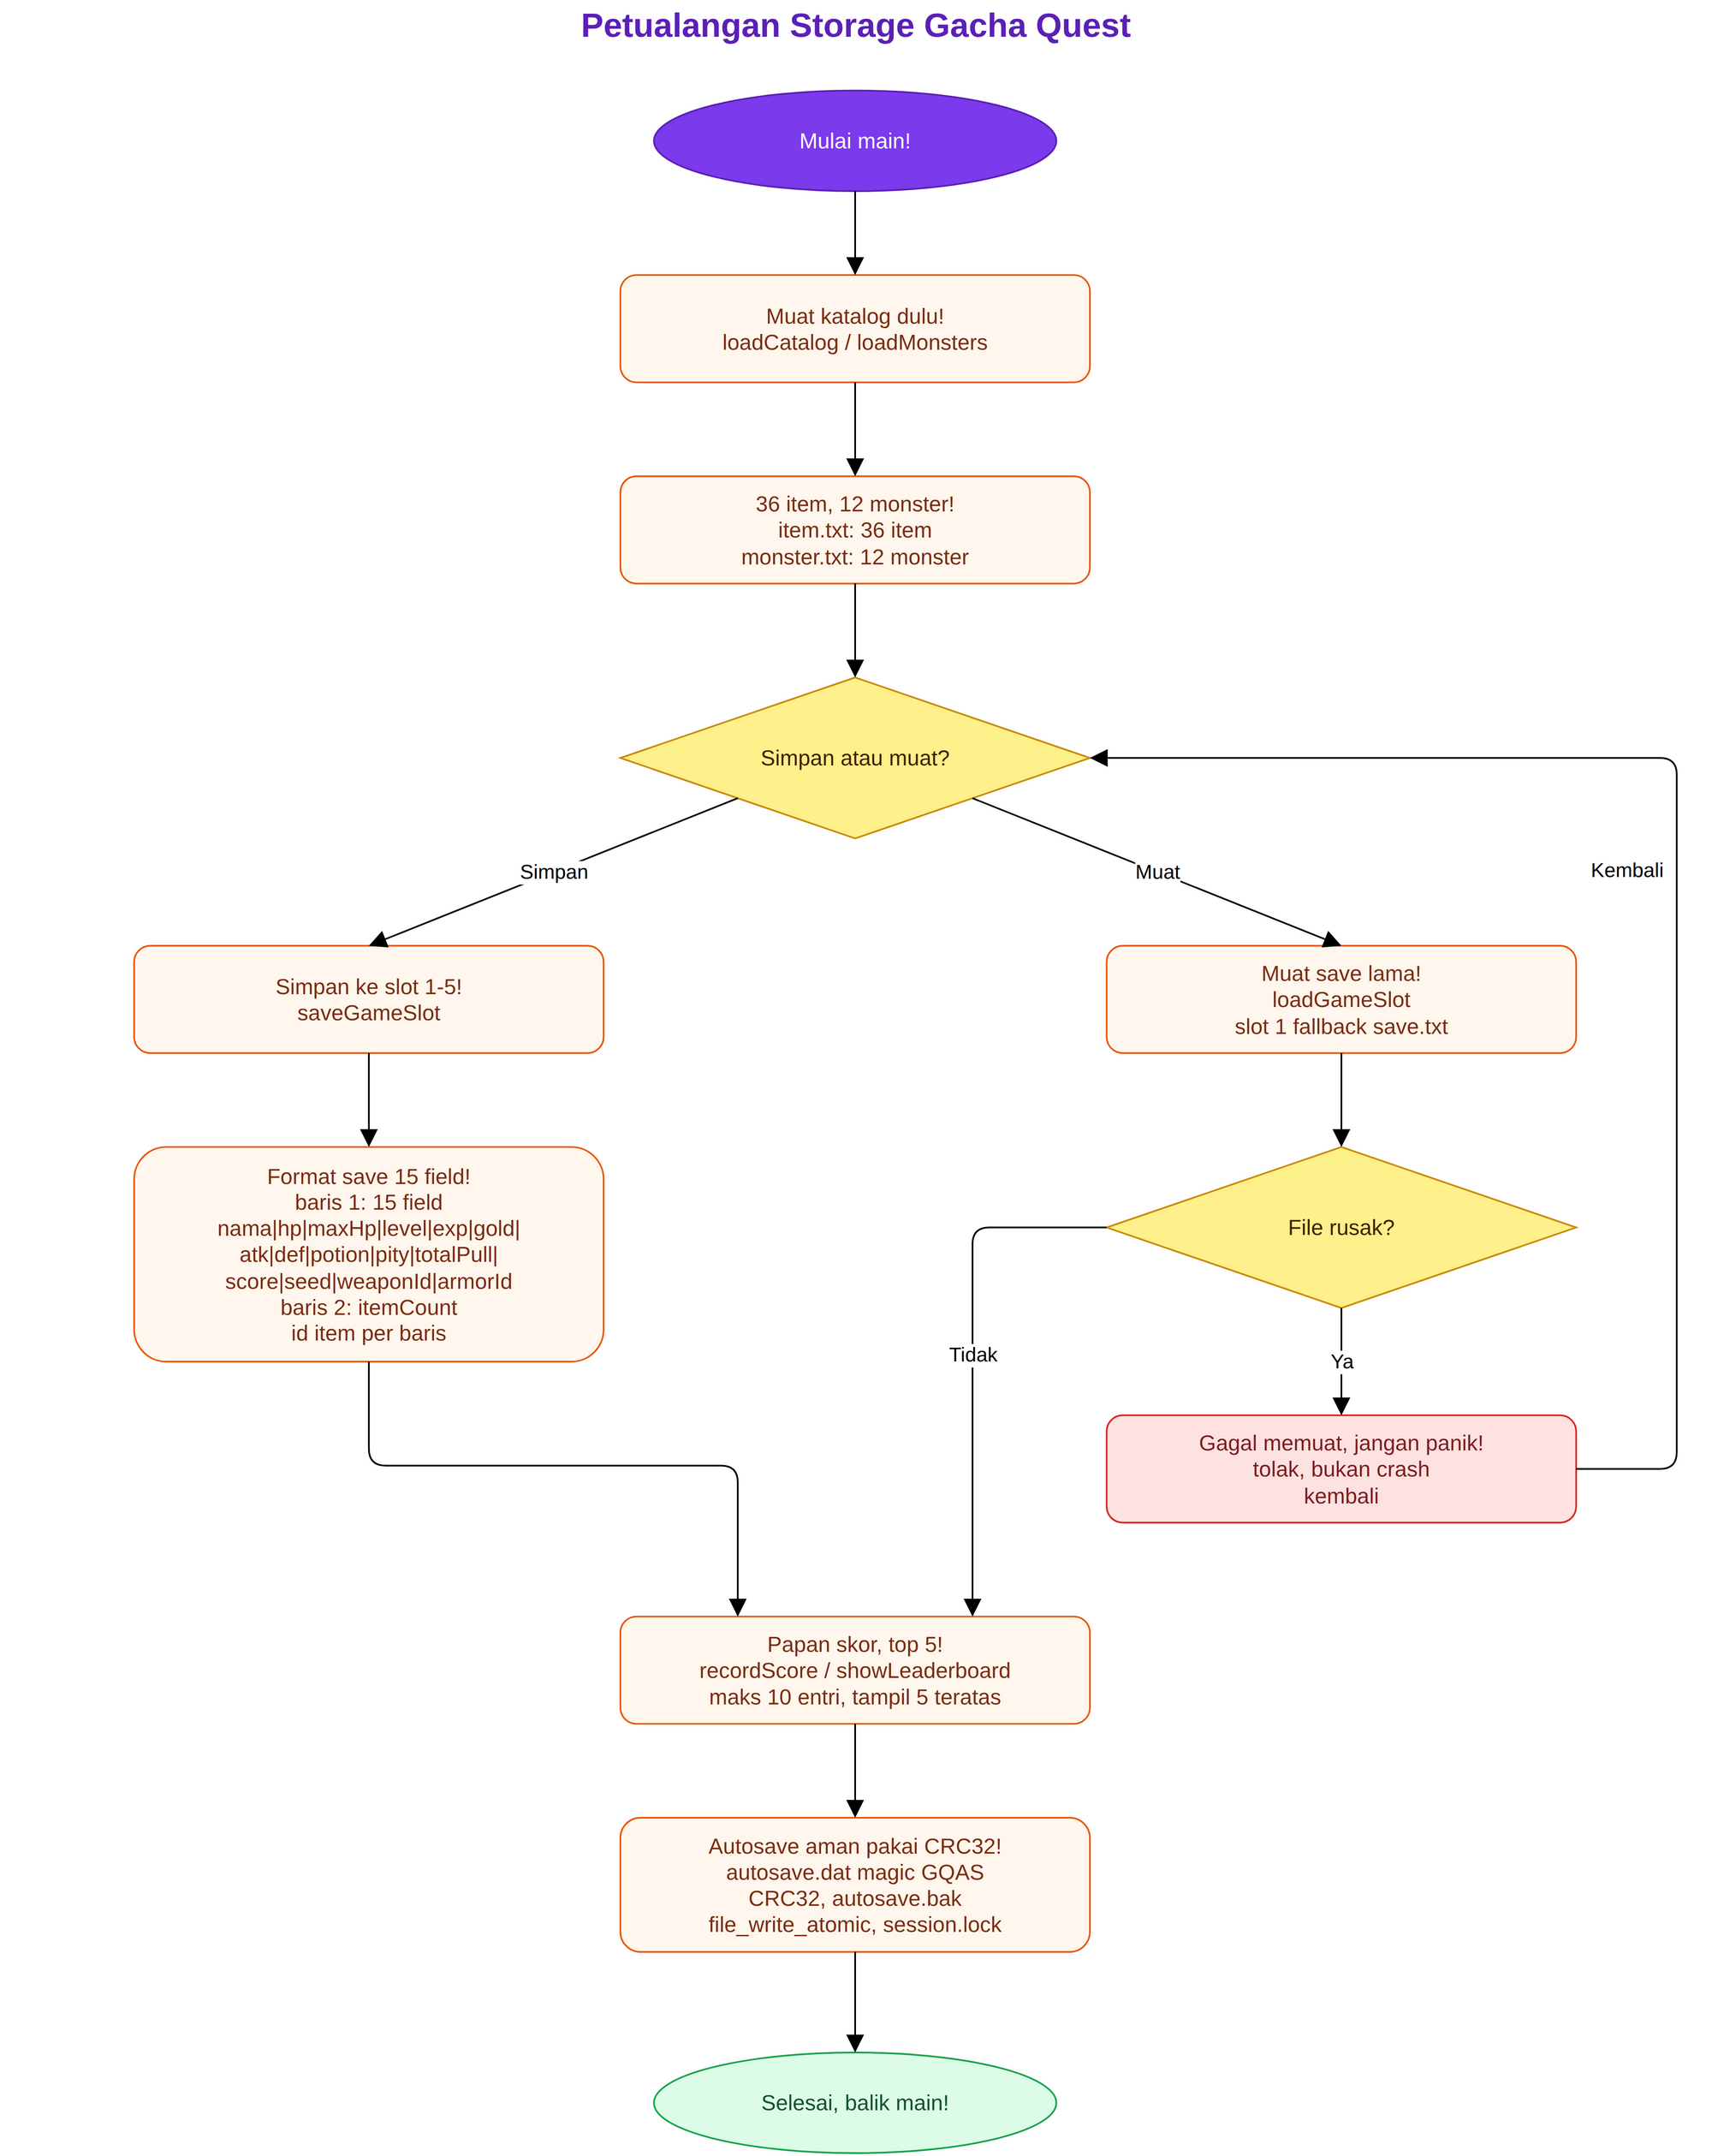 Petualangan Storage Gacha Quest
Mulai main!
Muat katalog dulu!
loadCatalog / loadMonsters
36 item, 12 monster!
item.txt: 36 item
monster.txt: 12 monster
Simpan atau muat?
Simpan
Muat
Kembali
Simpan ke slot 1-5!
saveGameSlot
Muat save lama!
loadGameSlot
slot 1 fallback save.txt
Format save 15 field!
baris 1: 15 field
nama|hp|maxHp|level|exp|gold|
atk|def|potion|pity|totalPull|
score|seed|weaponId|armorId
baris 2: itemCount
id item per baris
File rusak?
Tidak
Ya
Gagal memuat, jangan panik!
tolak, bukan crash
kembali
Papan skor, top 5!
recordScore / showLeaderboard
maks 10 entri, tampil 5 teratas
Autosave aman pakai CRC32!
autosave.dat magic GQAS
CRC32, autosave.bak
file_write_atomic, session.lock
Selesai, balik main!